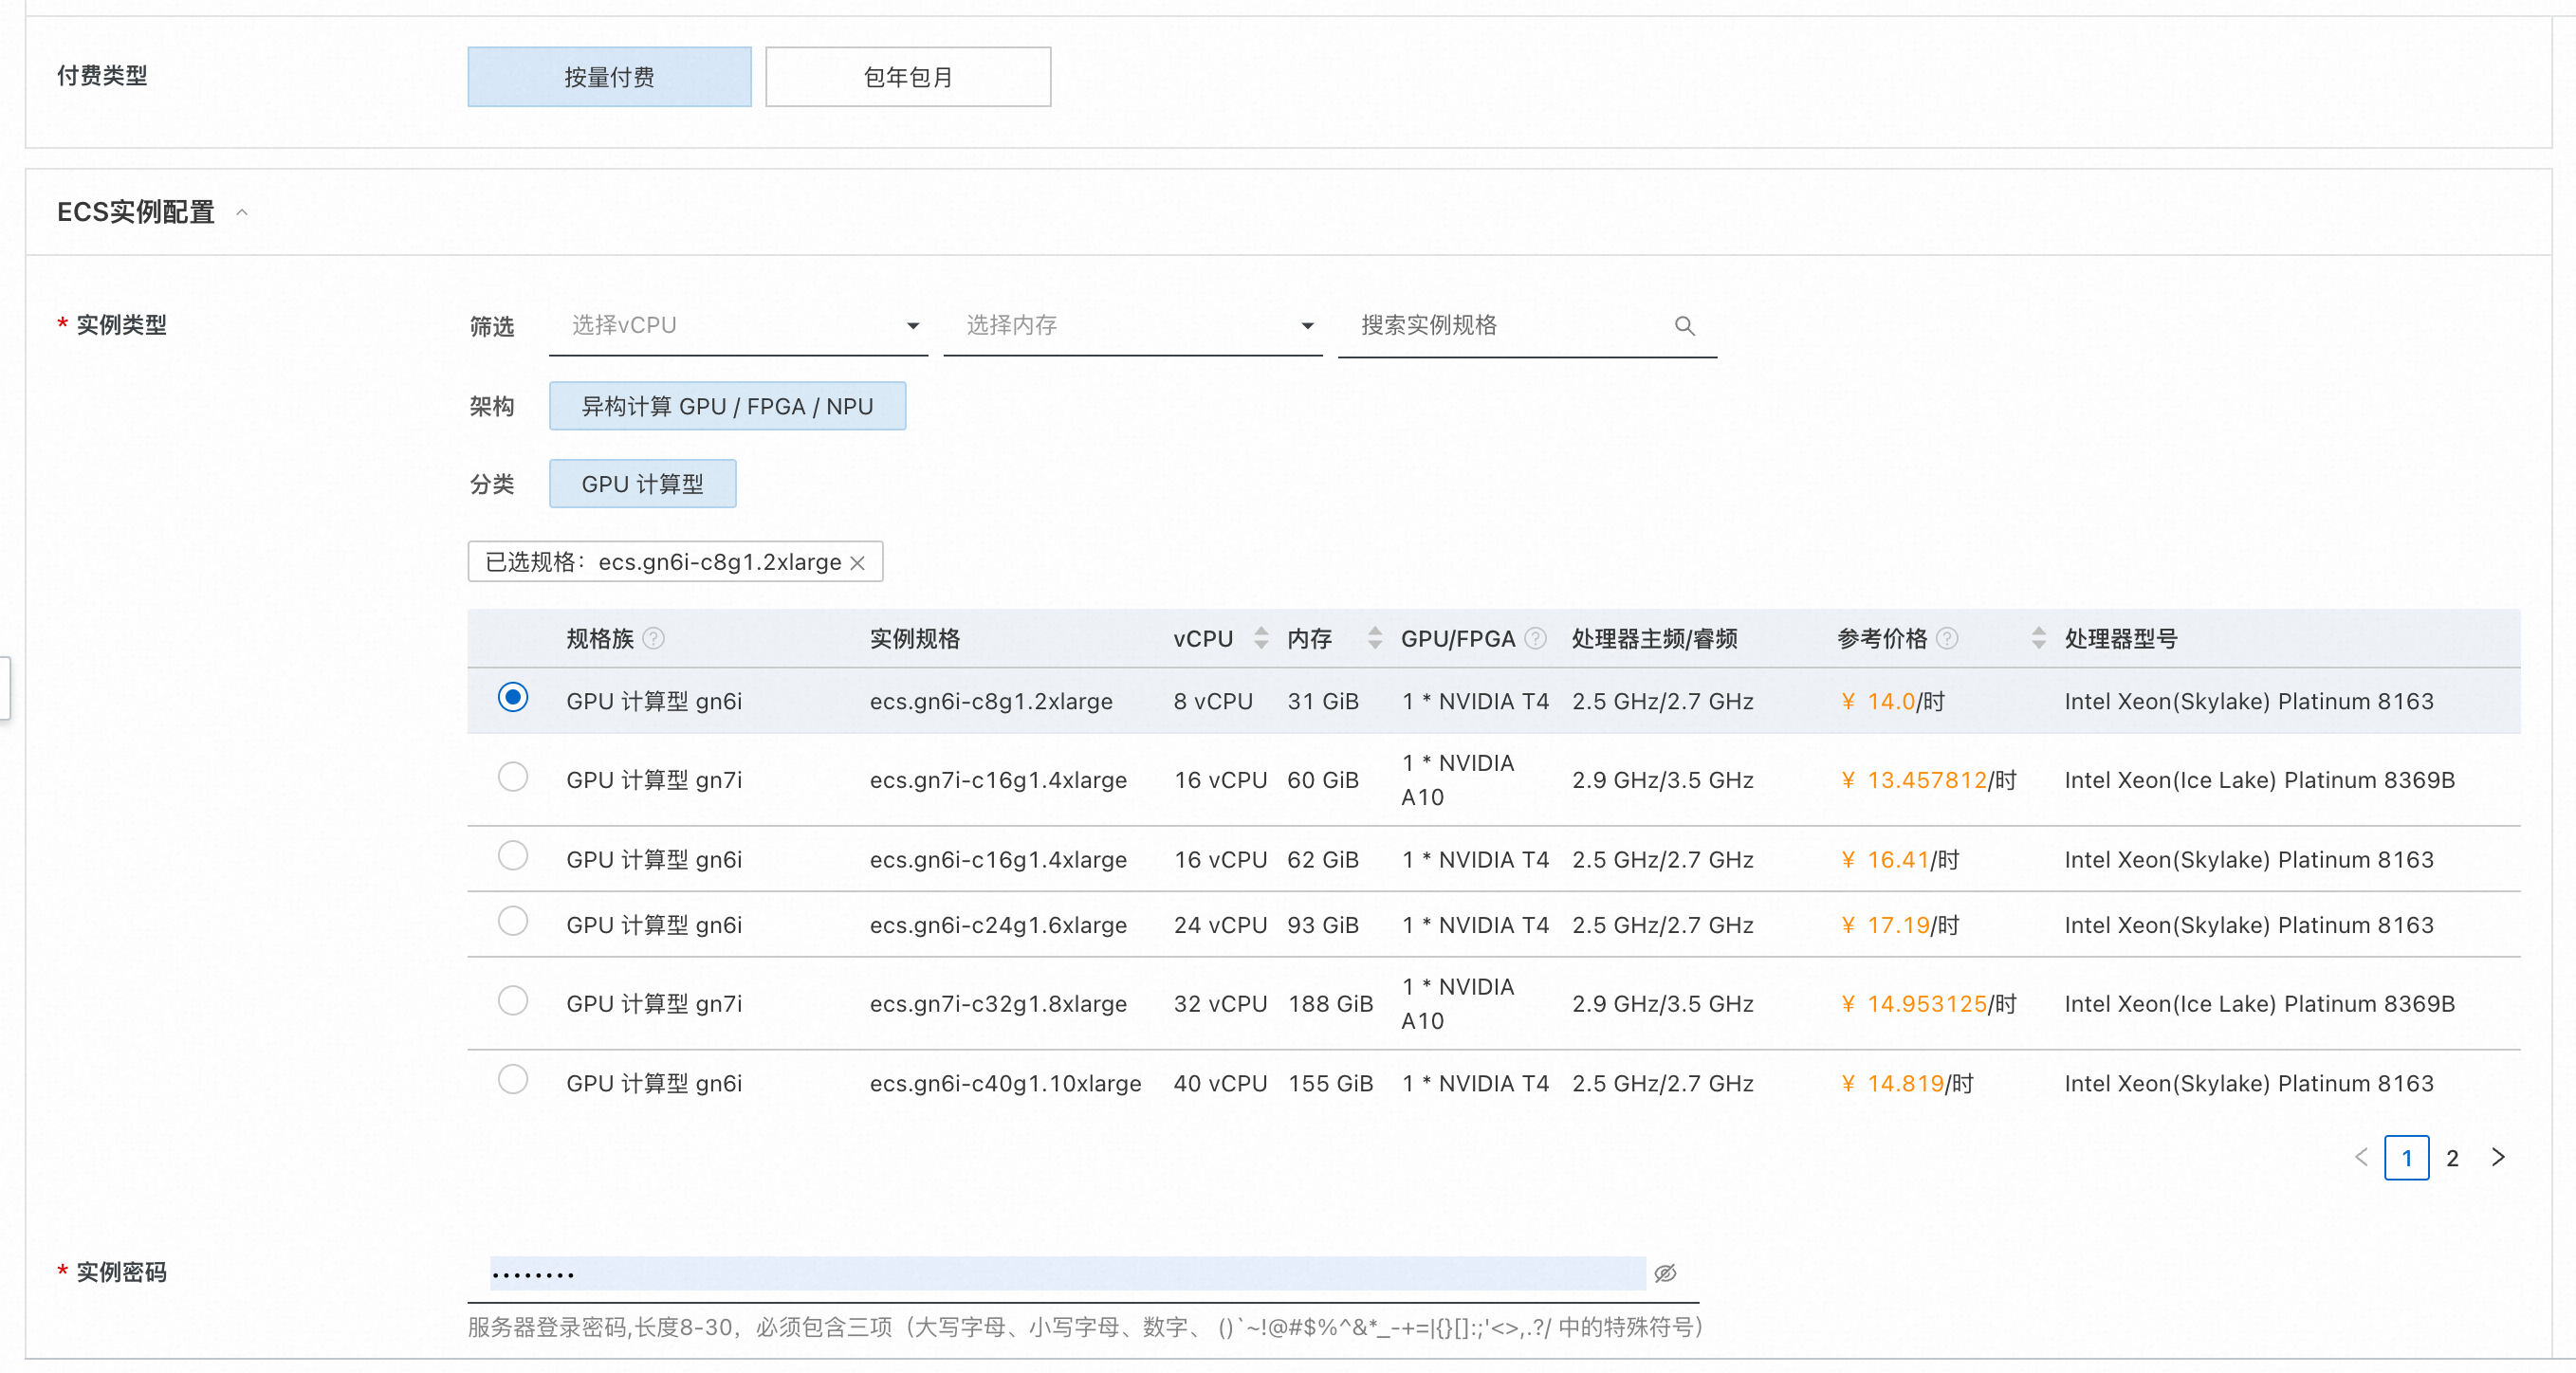 付费类型 按量付费 包年包月
ECS实例配置
* 实例类型 筛选 选择vCPU 选择内存 搜索实例规格
架构 异构计算 GPU / FPGA / NPU
分类 GPU 计算型
已选规格：ecs.gn6i-c8g1.2xlarge
规格族 实例规格 vCPU 内存 GPU/FPGA 处理器主频/睿频 参考价格 处理器型号
GPU 计算型 gn6i ecs.gn6i-c8g1.2xlarge 8 vCPU 31 GiB 1 * NVIDIA T4 2.5 GHz/2.7 GHz ¥ 14.0/时 Intel Xeon(Skylake) Platinum 8163
GPU 计算型 gn7i ecs.gn7i-c16g1.4xlarge 16 vCPU 60 GiB 1 * NVIDIA A10 2.9 GHz/3.5 GHz ¥ 13.457812/时 Intel Xeon(Ice Lake) Platinum 8369B
GPU 计算型 gn6i ecs.gn6i-c16g1.4xlarge 16 vCPU 62 GiB 1 * NVIDIA T4 2.5 GHz/2.7 GHz ¥ 16.41/时 Intel Xeon(Skylake) Platinum 8163
GPU 计算型 gn6i ecs.gn6i-c24g1.6xlarge 24 vCPU 93 GiB 1 * NVIDIA T4 2.5 GHz/2.7 GHz ¥ 17.19/时 Intel Xeon(Skylake) Platinum 8163
GPU 计算型 gn7i ecs.gn7i-c32g1.8xlarge 32 vCPU 188 GiB 1 * NVIDIA A10 2.9 GHz/3.5 GHz ¥ 14.953125/时 Intel Xeon(Ice Lake) Platinum 8369B
GPU 计算型 gn6i ecs.gn6i-c40g1.10xlarge 40 vCPU 155 GiB 1 * NVIDIA T4 2.5 GHz/2.7 GHz ¥ 14.819/时 Intel Xeon(Skylake) Platinum 8163
< 1 2 >
* 实例密码 ••••••••
服务器登录密码,长度8-30，必须包含三项（大写字母、小写字母、数字、 ()`~!@#$%^&*_-+=|{}[]:;'<>,.?/ 中的特殊符号）